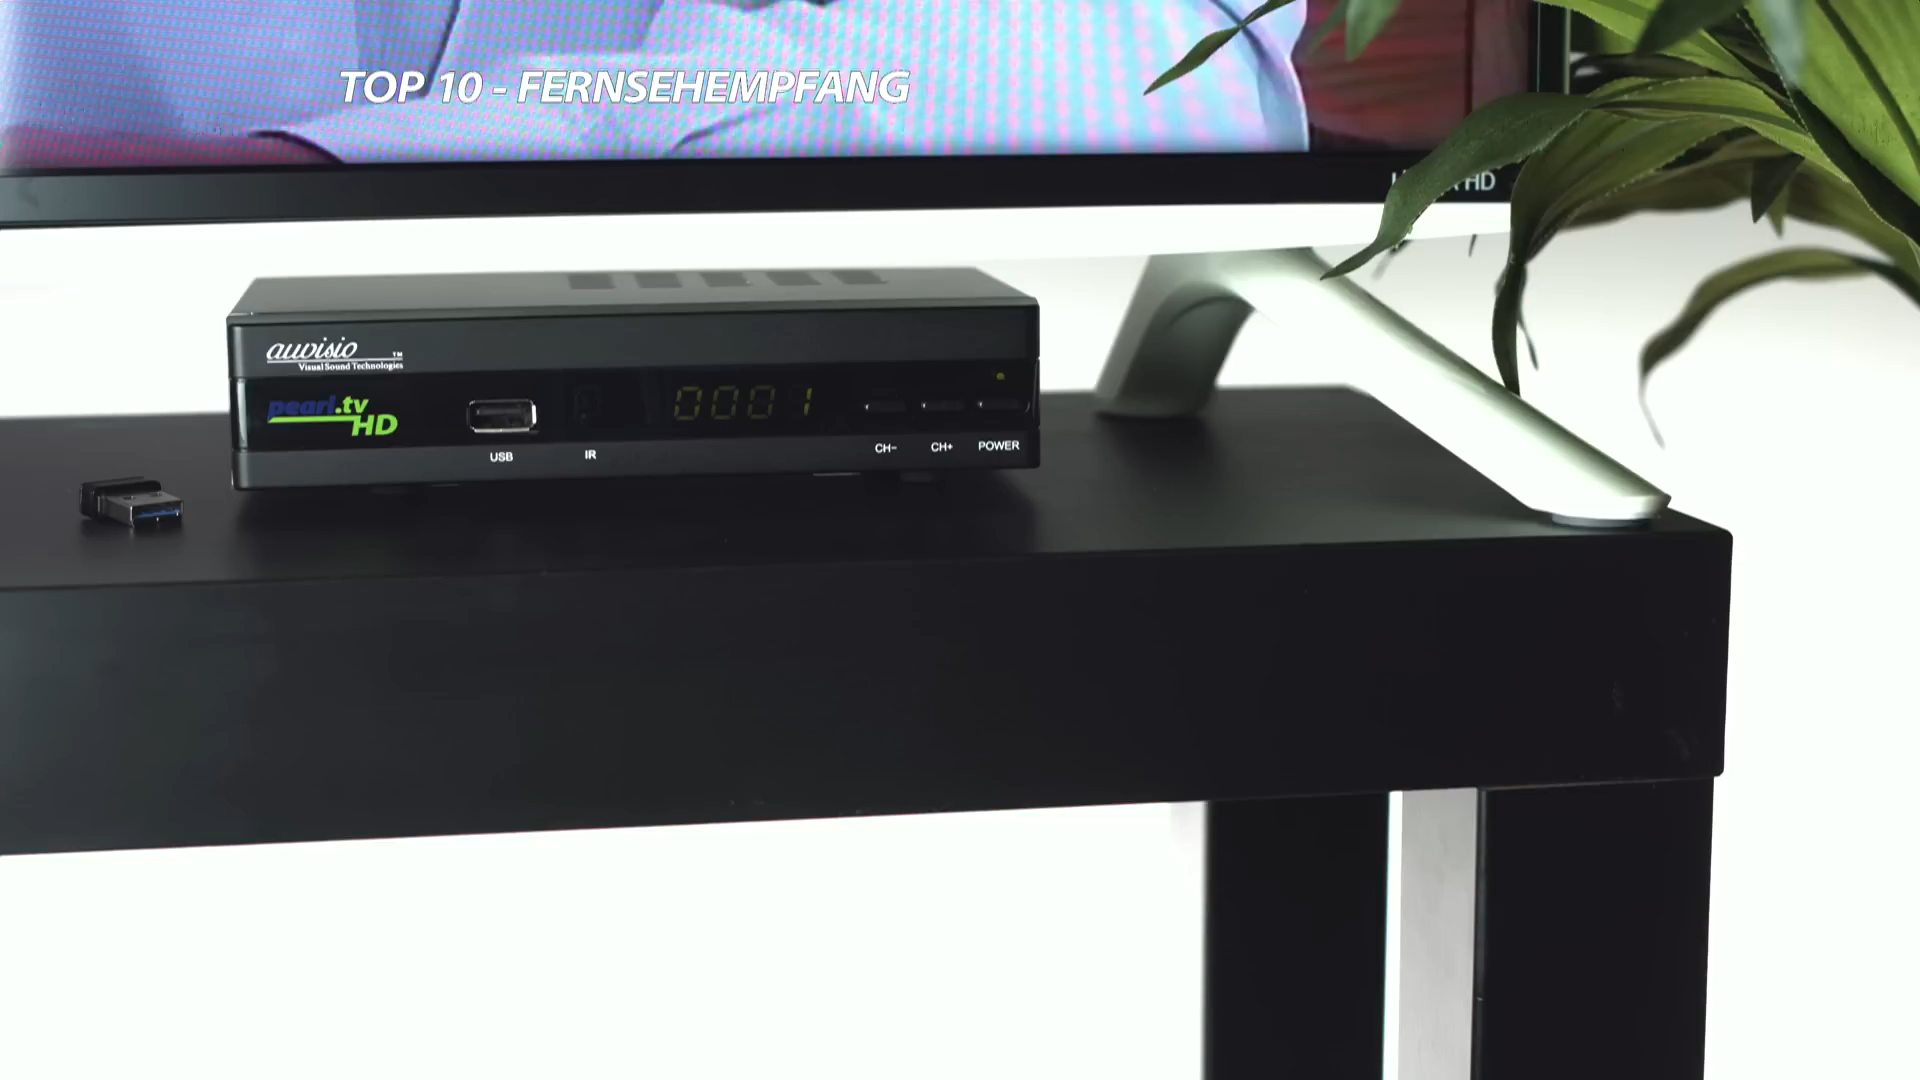 TOP 10 - FERNSEHEMPFANG
HD
auvisio ™
Visual Sound Technologies
pearl.tv
HD
0001
USB
IR
CH-
CH+
POWER